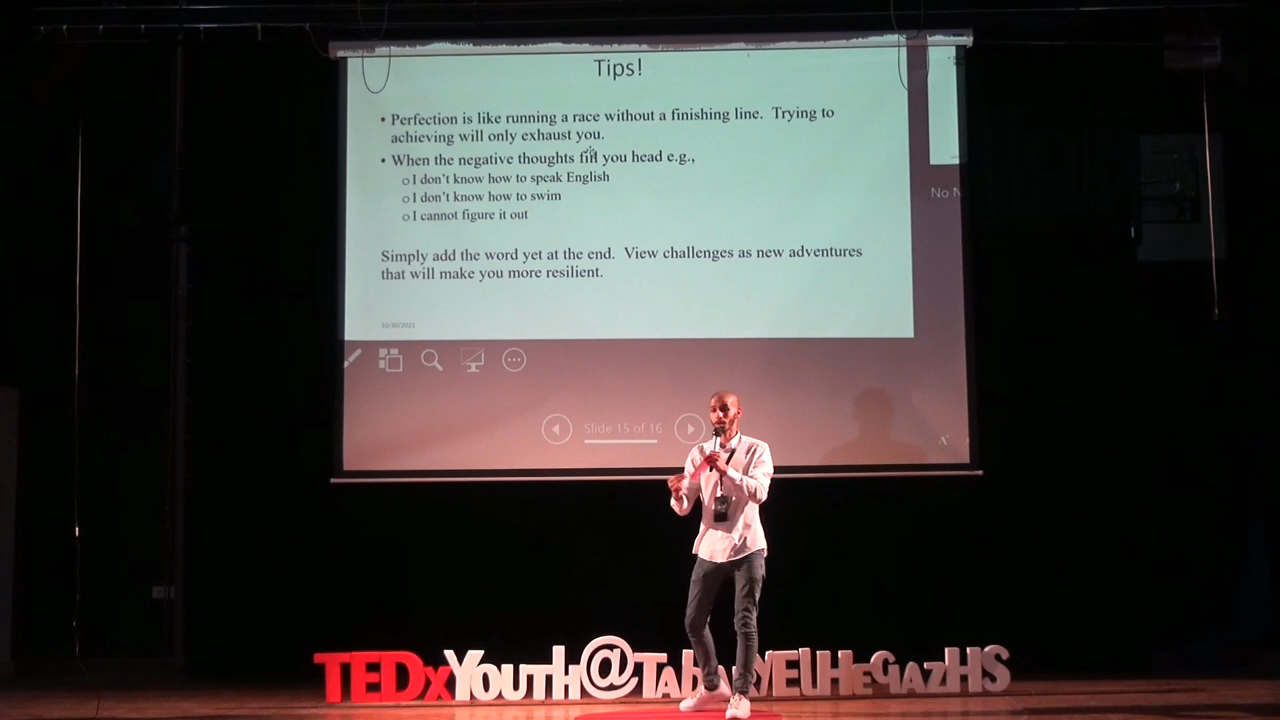 Tips!
• Perfection is like running a race without a finishing line. Trying to
achieving will only exhaust you.
• When the negative thoughts fill you head e.g.,
o I don't know how to speak English
o I don't know how to swim
o I cannot figure it out
No N
Simply add the word yet at the end. View challenges as new adventures
that will make you more resilient.
Slide 15 of 16
A
TEDxYouth@TabaryElHegazHS